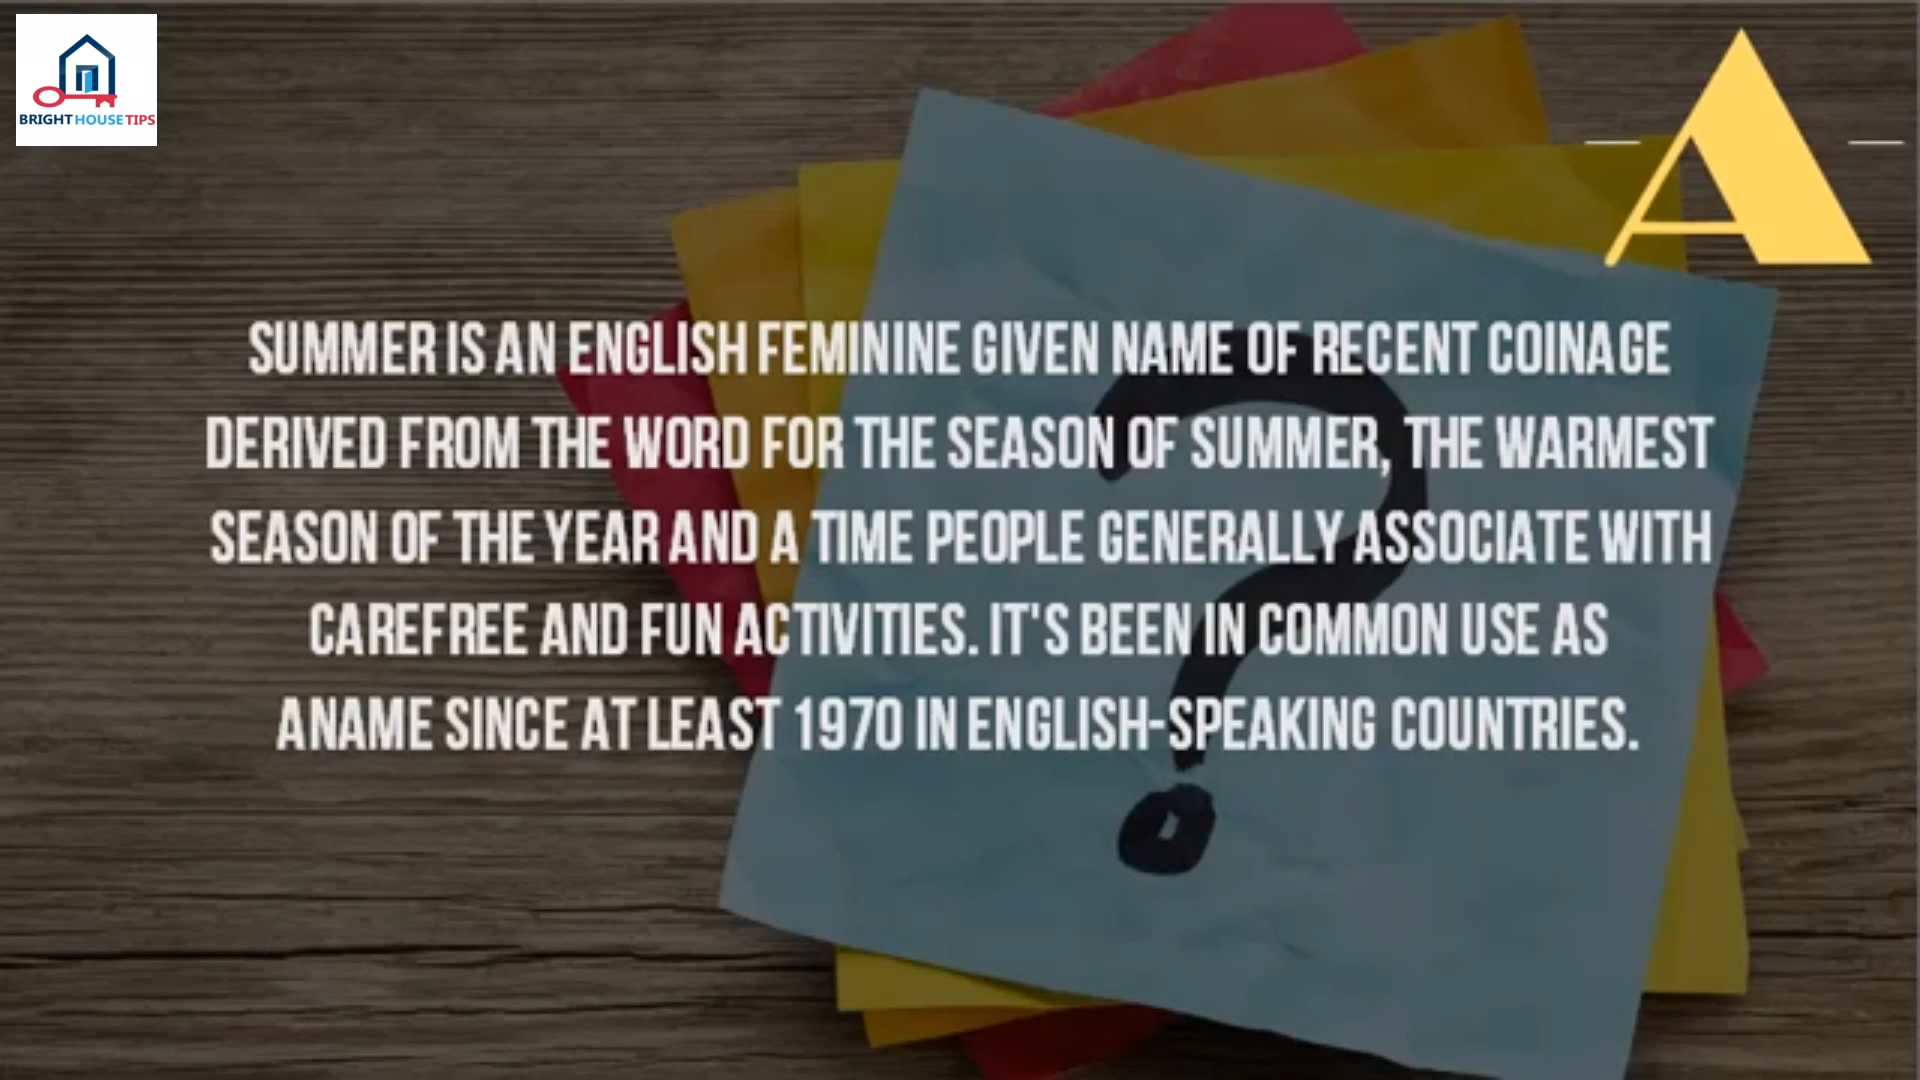 BRIGHT HOUSE TIPS
A
SUMMER IS AN ENGLISH FEMININE GIVEN NAME OF RECENT COINAGE
DERIVED FROM THE WORD FOR THE SEASON OF SUMMER, THE WARMEST
SEASON OF THE YEAR AND A TIME PEOPLE GENERALLY ASSOCIATE WITH
CAREFREE AND FUN ACTIVITIES. IT'S BEEN IN COMMON USE AS
ANAME SINCE AT LEAST 1970 IN ENGLISH-SPEAKING COUNTRIES.
?